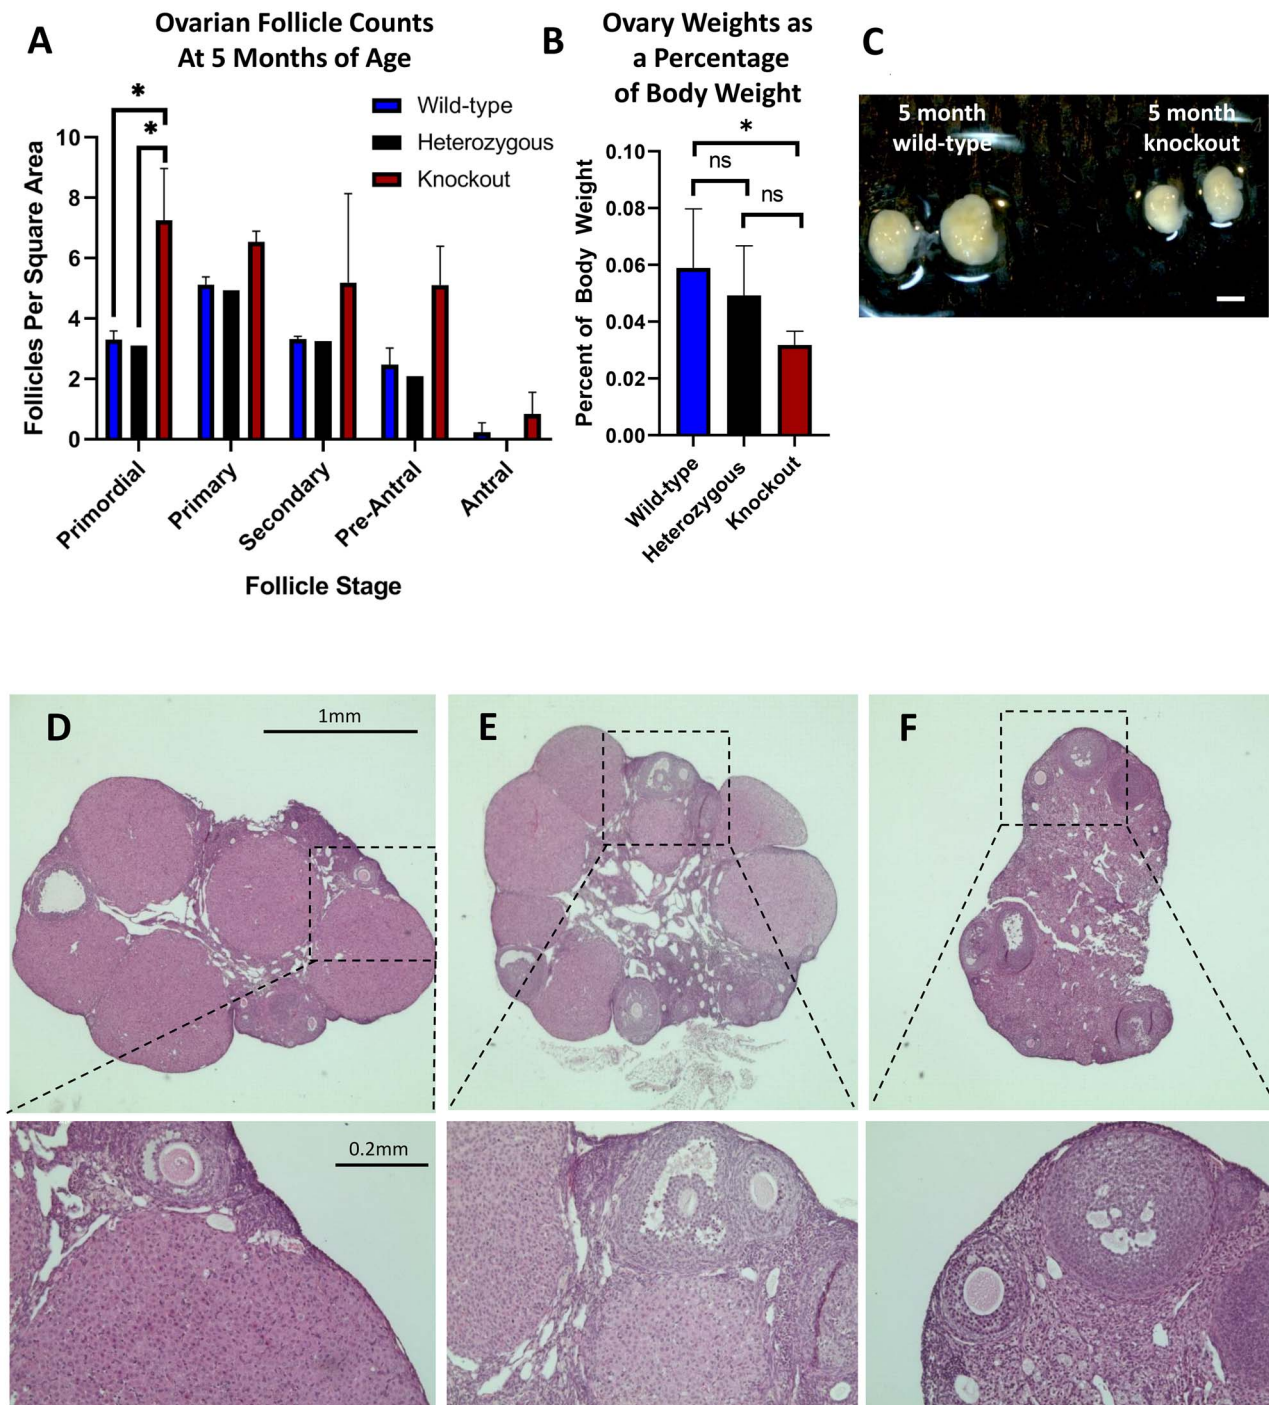 A
Ovarian Follicle Counts
At 5 Months of Age
*
*
Wild-type
Heterozygous
Knockout
Follicles Per Square Area
10
8
6
4
2
0
Primordial
Primary
Secondary
Pre-Antral
Antral
Follicle Stage
B
Ovary Weights as
a Percentage
of Body Weight
*
ns
ns
Percent of Body Weight
0.10
0.08
0.06
0.04
0.02
0.00
Wild-type
Heterozygous
Knockout
C
5 month
wild-type
5 month
knockout
D
1mm
E
F
0.2mm